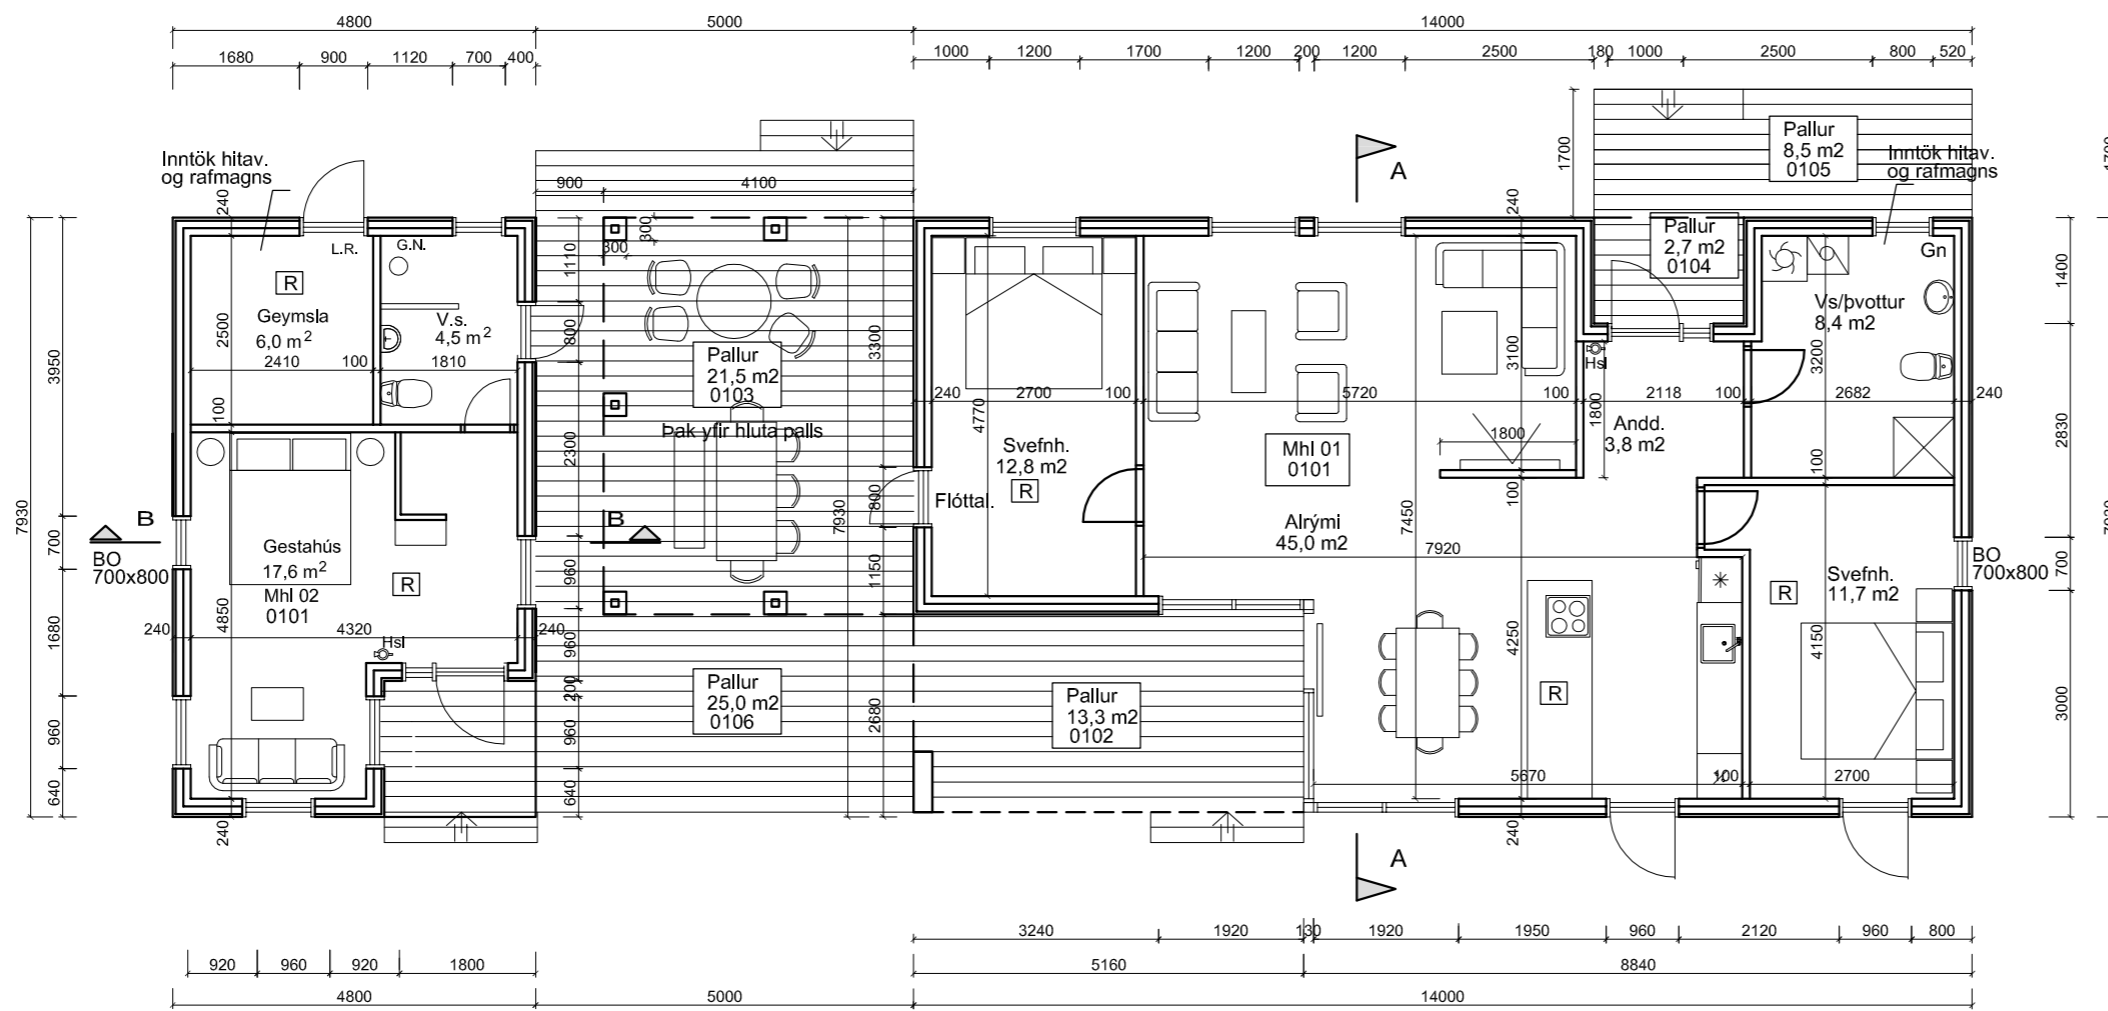 4800
5000
14000
1680
900
1120
700
400
1000
1200
1700
1200
200
1200
2500
180
1000
2500
800
520
Inntök hitav.
og rafmagns
240
L.R.
G.N.
R
Geymsla
6,0 m²
2410
100
2500
100
V.s.
4,5 m²
1810
3950
7930
700
1680
960
640
B
BO
700x800
Gestahús
17,6 m²
Mhl 02
0101
R
4850
240
4320
240
Hsl
240
900
4100
300
300
1110
800
2300
960
960
200
960
640
Pallur
21,5 m2
0103
Þak yfir hluta palls
B
7930
3300
800
1150
2680
Flóttal.
Pallur
25,0 m2
0106
Pallur
13,3 m2
0102
240
2700
100
4770
Svefnh.
12,8 m2
R
5720
100
Mhl 01
0101
Alrými
45,0 m2
A
240
3100
1800
100
7450
7920
4250
R
5670
100
240
A
1700
Pallur
8,5 m2
0105
Inntök hitav.
og rafmagns
Pallur
2,7 m2
0104
Hsl
1800
2118
100
Andd.
3,8 m2
Gn
Vs/þvottur
8,4 m2
3200
2682
240
100
Svefnh.
11,7 m2
R
4150
2700
BO
700x800
1400
2830
700
3000
3240
1920
130
1920
1950
960
2120
960
800
920
960
920
1800
5160
8840
4800
5000
14000